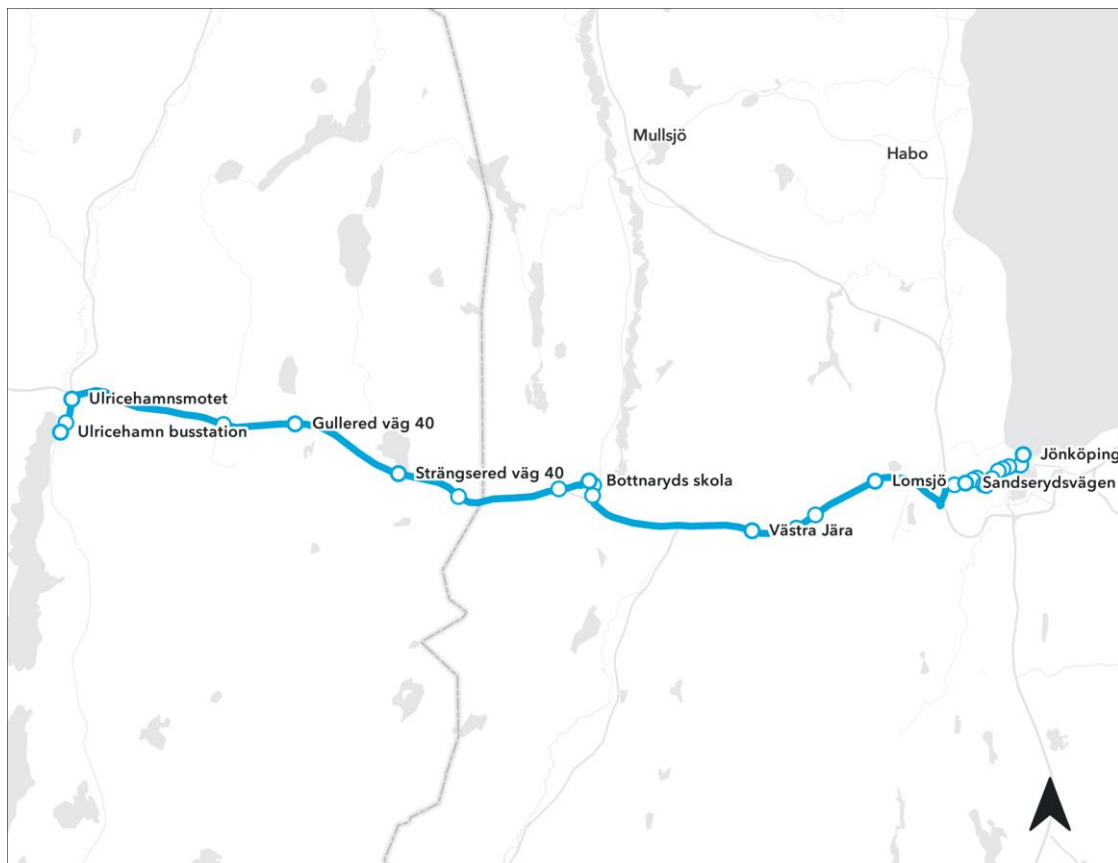 Mullsjö
Habo
Ulricehamnsmotet
Ulricehamn busstation
Gullered väg 40
Strängsered väg 40
Bottnaryds skola
Västra Jära
Lomsjö
Sandserydsvägen
Jönköping